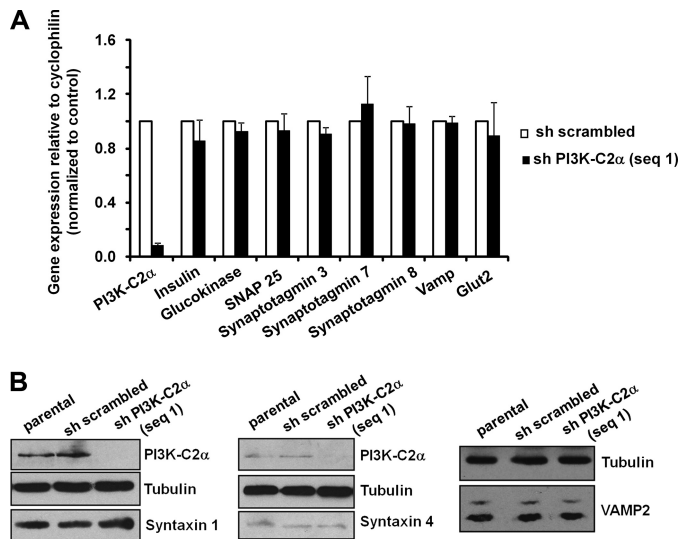 A
Gene expression relative to cyclophilin
(normalized to control)
1.6
1.2
0.8
0.4
0.0
PI3K-C2α
Insulin
Glucokinase
SNAP 25
Synaptotagmin 3
Synaptotagmin 7
Synaptotagmin 8
Vamp
Glut2
sh scrambled
sh PI3K-C2α (seq 1)
B
parental
sh scrambled
sh PI3K-C2α
(seq 1)
PI3K-C2α
Tubulin
Syntaxin 1
parental
sh scrambled
sh PI3K-C2α
(seq 1)
PI3K-C2α
Tubulin
Syntaxin 4
parental
sh scrambled
sh PI3K-C2α
(seq 1)
Tubulin
VAMP2